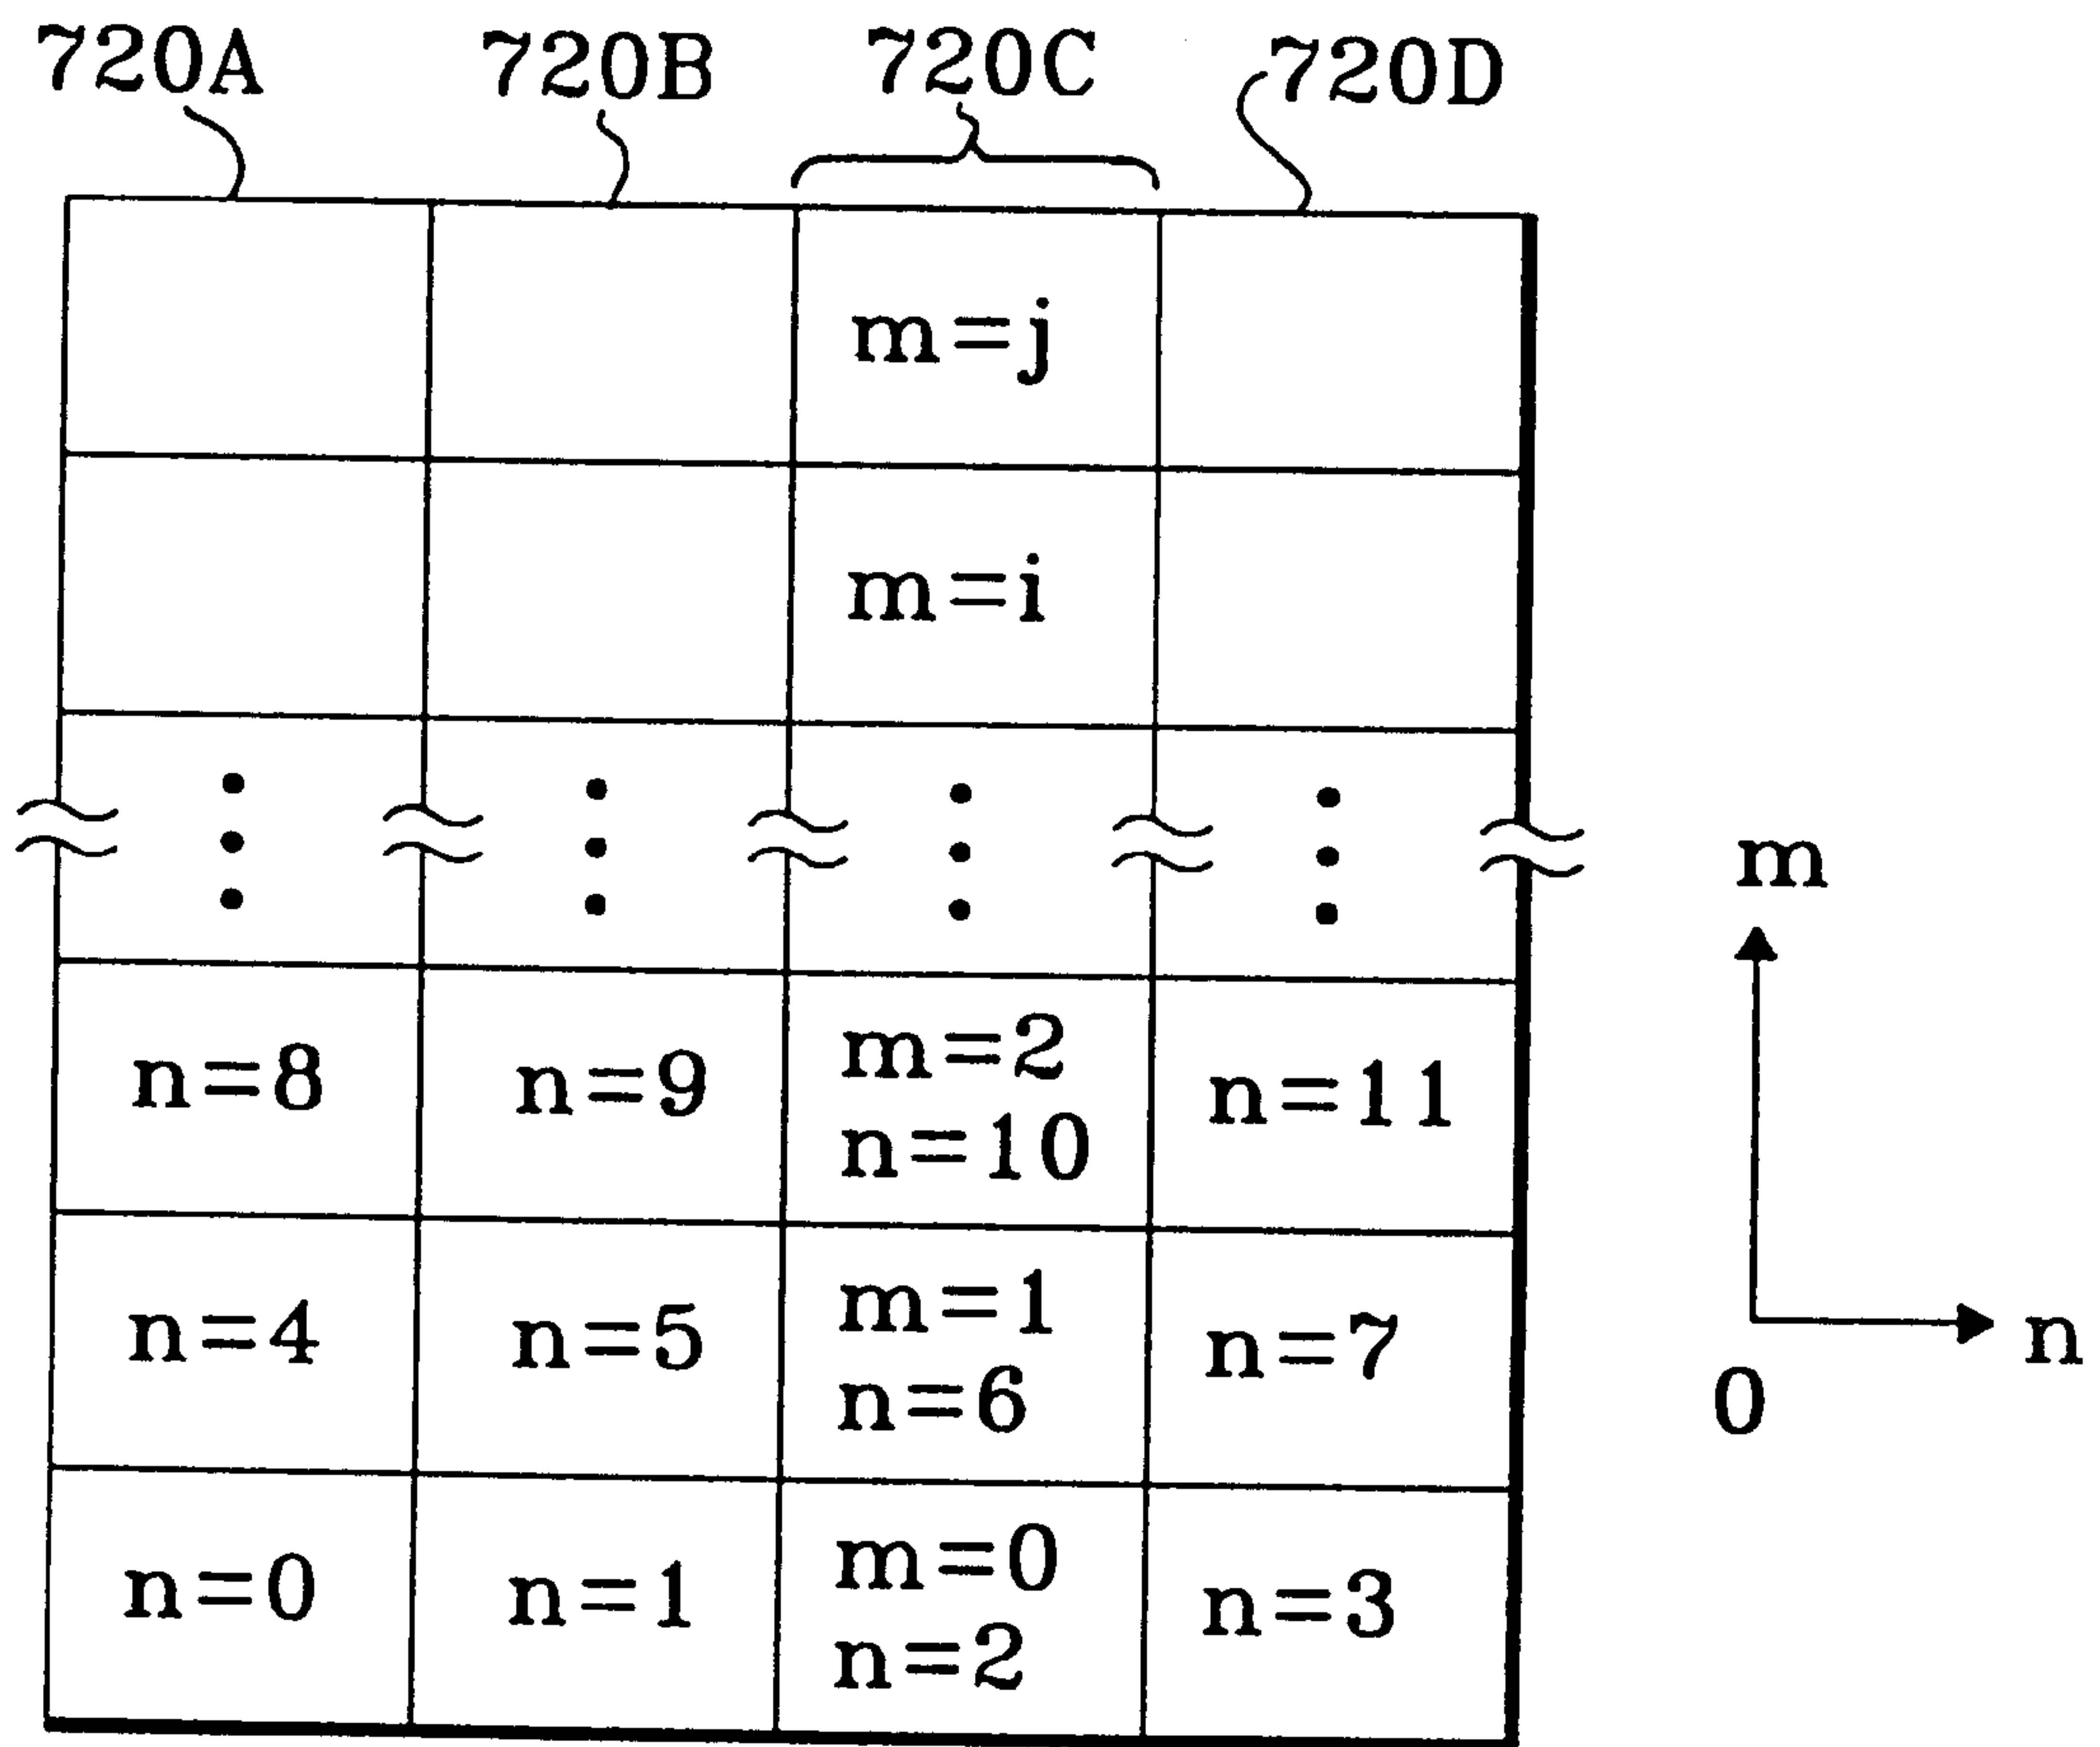 720A 720B 720C 720D
m=j
m=i
m
n=8 n=9 m=2 n=11
n=10
n=4 n=5 m=1 n=7
n=6
n
0
n=0 n=1 m=0 n=3
n=2